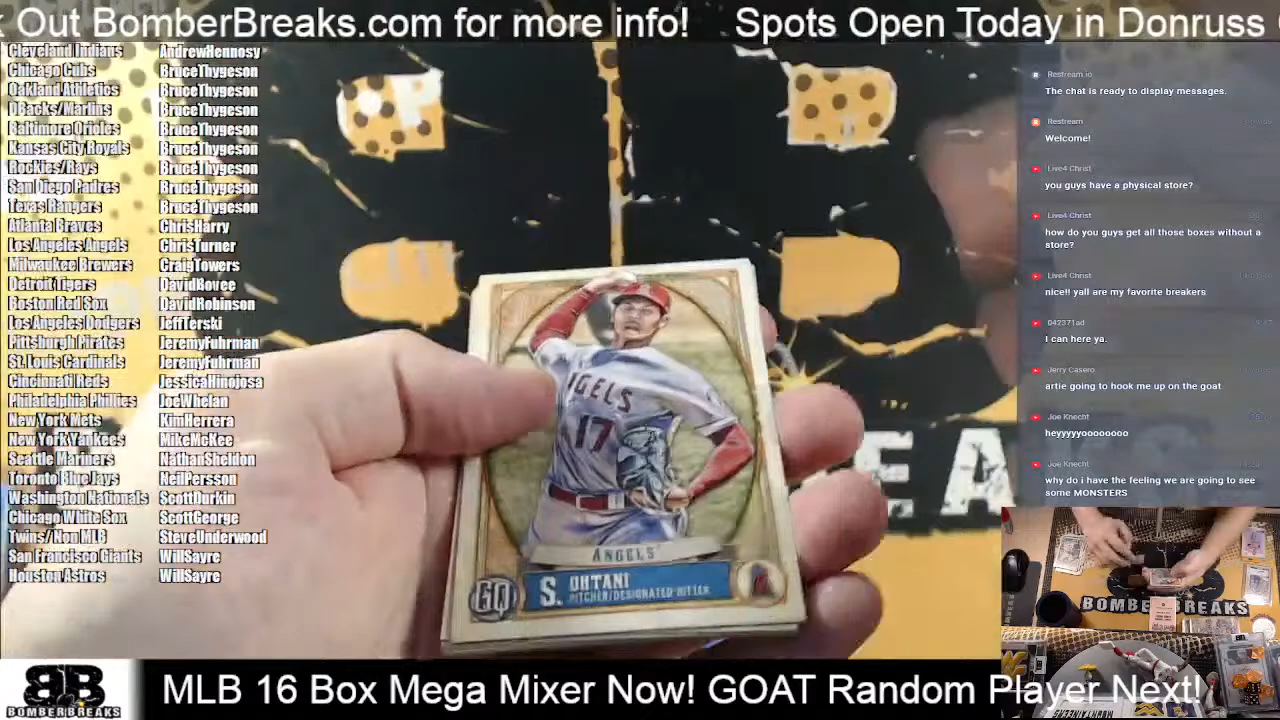 k Out BomberBreaks.com for more info! Spots Open Today in Donruss
Cleveland Indians AndrewHennosy
Chicago Cubs BruceThygeson
Oakland Athletics BruceThygeson
DBacks/Marlins BruceThygeson
Baltimore Orioles BruceThygeson
Kansas City Royals BruceThygeson
Rockies/Rays BruceThygeson
San Diego Padres BruceThygeson
Texas Rangers BruceThygeson
Atlanta Braves ChrisHarry
Los Angeles Angels ChrisTurner
Milwaukee Brewers CraigTowers
Detroit Tigers DavidBovee
Boston Red Sox DavidRobinson
Los Angeles Dodgers JeffTerski
Pittsburgh Pirates JeremyFuhrman
St. Louis Cardinals JeremyFuhrman
Cincinnati Reds JessicaHinojosa
Philadelphia Phillies JoeWhelan
New York Mets KimHerrera
New York Yankees MikeMcKee
Seattle Mariners NathanSheldon
Toronto Blue Jays NeilPersson
Washington Nationals ScottDurkin
Chicago White Sox ScottGeorge
Twins/Non MLB SteveUnderwood
San Francisco Giants WillSayre
Houston Astros WillSayre
Restream.io
The chat is ready to display messages.
Restream
Welcome!
Live4 Christ
you guys have a physical store?
Live4 Christ
how do you guys get all those boxes without a
store?
Live4 Christ
nice!! yall are my favorite breakers
042371ad
I can here ya.
Jerry Casero
artie going to hook me up on the goat
Joe Knecht
heyyyyoooooooo
Joe Knecht
why do i have the feeling we are going to see
some MONSTERS
ANGELS
17
ANGELS
GQ S. OHTANI
PITCHER/DESIGNATED HITTER
EA
BOMBERBREAKS
BB
BOMBERBREAKS
MLB 16 Box Mega Mixer Now! GOAT Random Player Next!